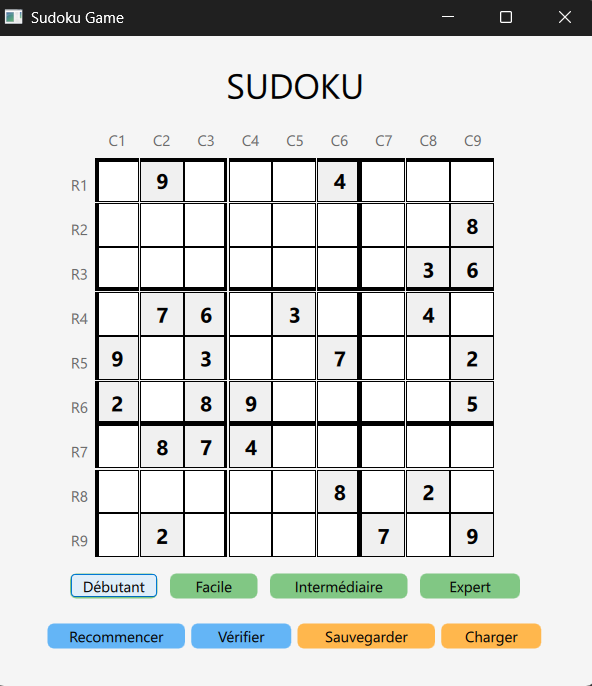 Sudoku Game
SUDOKU
C1 C2 C3 C4 C5 C6 C7 C8 C9
R1 9 4
R2 8
R3 3 6
R4 7 6 3 4
R5 9 3 7 2
R6 2 8 9 5
R7 8 7 4
R8 8 2
R9 2 7 9
Débutant Facile Intermédiaire Expert
Recommencer Vérifier Sauvegarder Charger